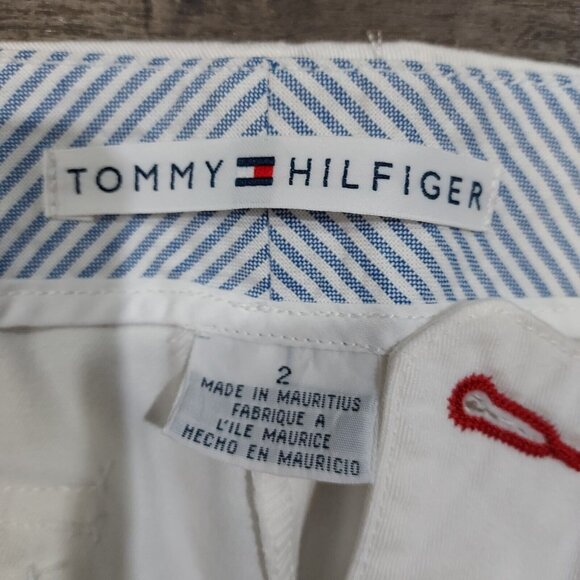 TOMMY HILFIGER
2
MADE IN MAURITIUS
FABRIQUE A
L'ILE MAURICE
HECHO EN MAURICIO